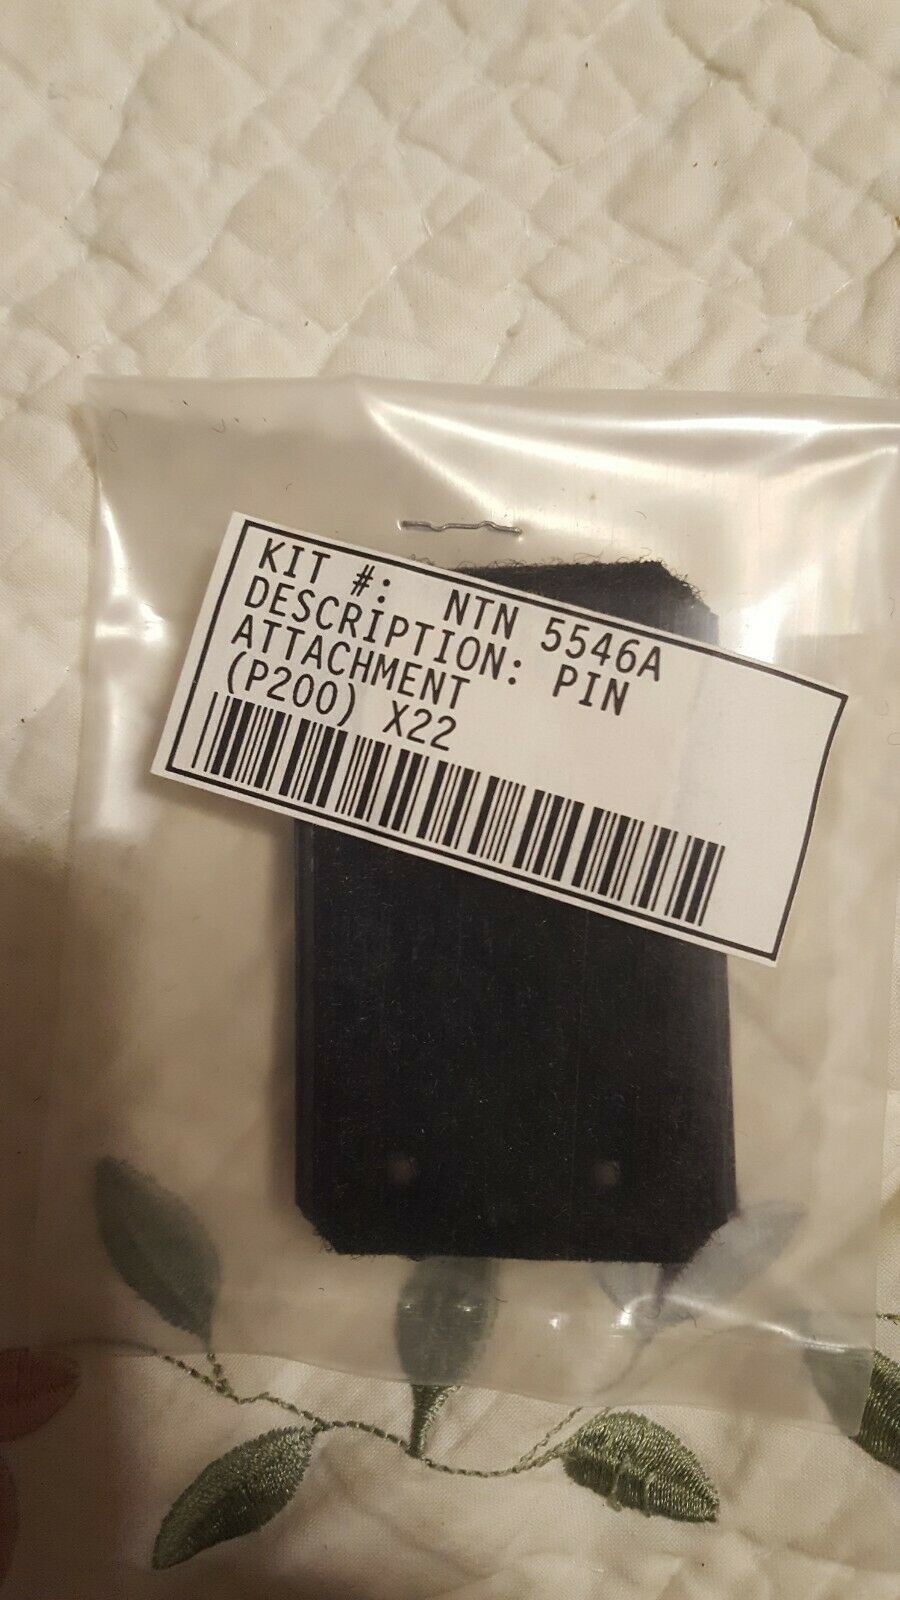 KIT #: NTN 5546A
DESCRIPTION: PIN
ATTACHMENT
(P200) X22